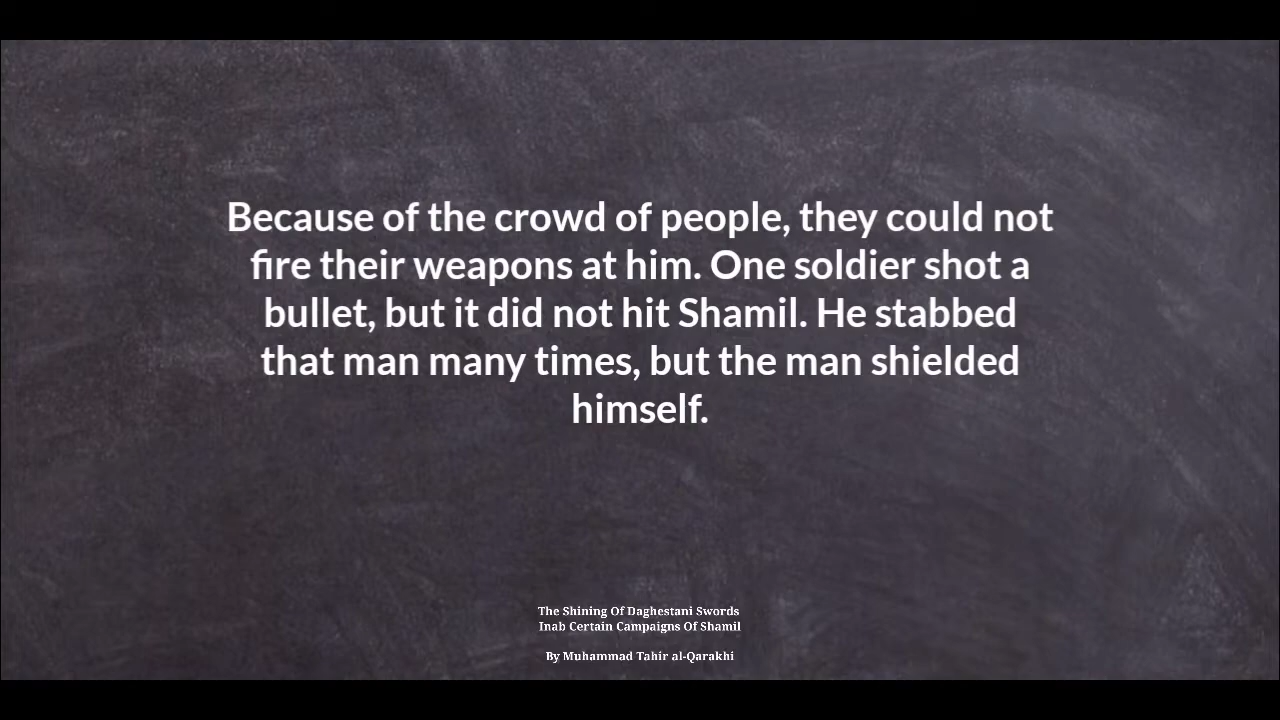 Because of the crowd of people, they could not
fire their weapons at him. One soldier shot a
bullet, but it did not hit Shamil. He stabbed
that man many times, but the man shielded
himself.
The Shining Of Daghestani Swords
Inab Certain Campaigns Of Shamil
By Muhammad Tahir al-Qarakhi